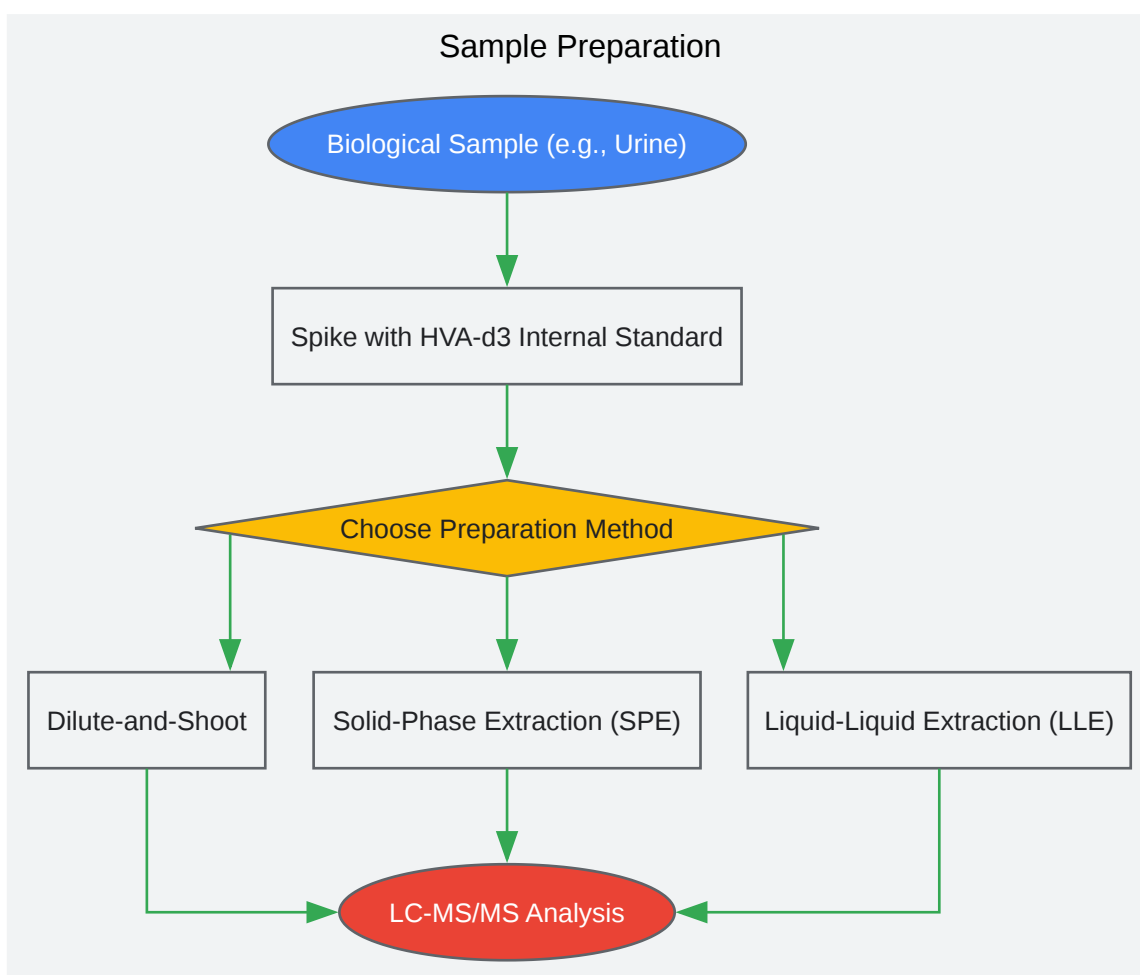 Sample Preparation
Biological Sample (e.g., Urine)
Spike with HVA-d3 Internal Standard
Choose Preparation Method
Dilute-and-Shoot
Solid-Phase Extraction (SPE)
Liquid-Liquid Extraction (LLE)
LC-MS/MS Analysis